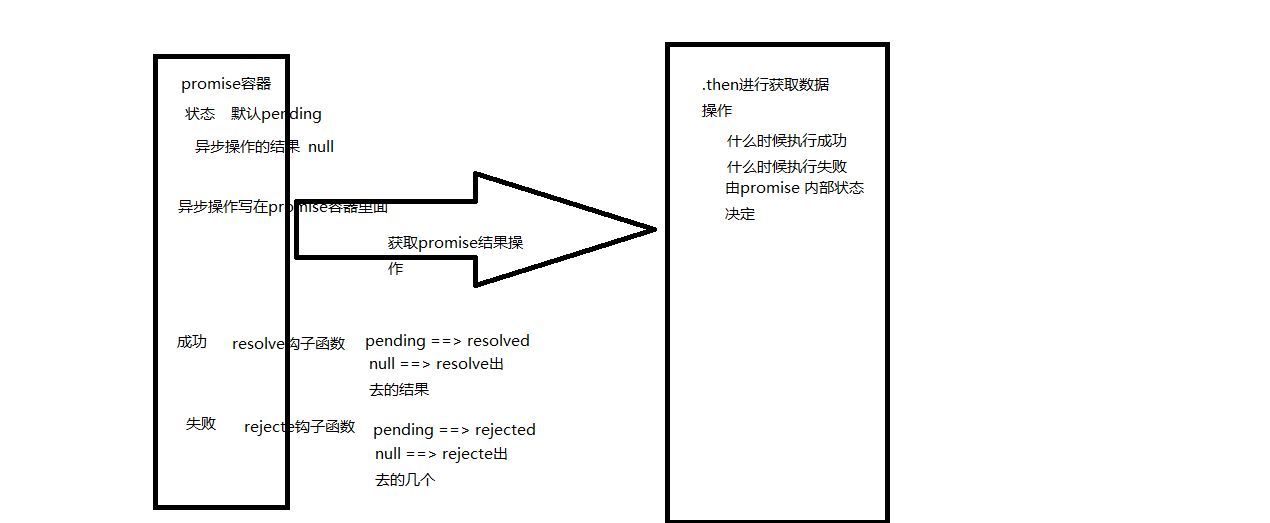 promise容器
状态 默认pending
异步操作的结果 null
异步操作写在promise容器里面
获取promise结果操
作
成功 resolve钩子函数 pending ==> resolved
null ==> resolve出
去的结果
失败 rejecte钩子函数 pending ==> rejected
null ==> rejecte出
去的几个
.then进行获取数据
操作
什么时候执行成功
什么时候执行失败
由promise 内部状态
决定